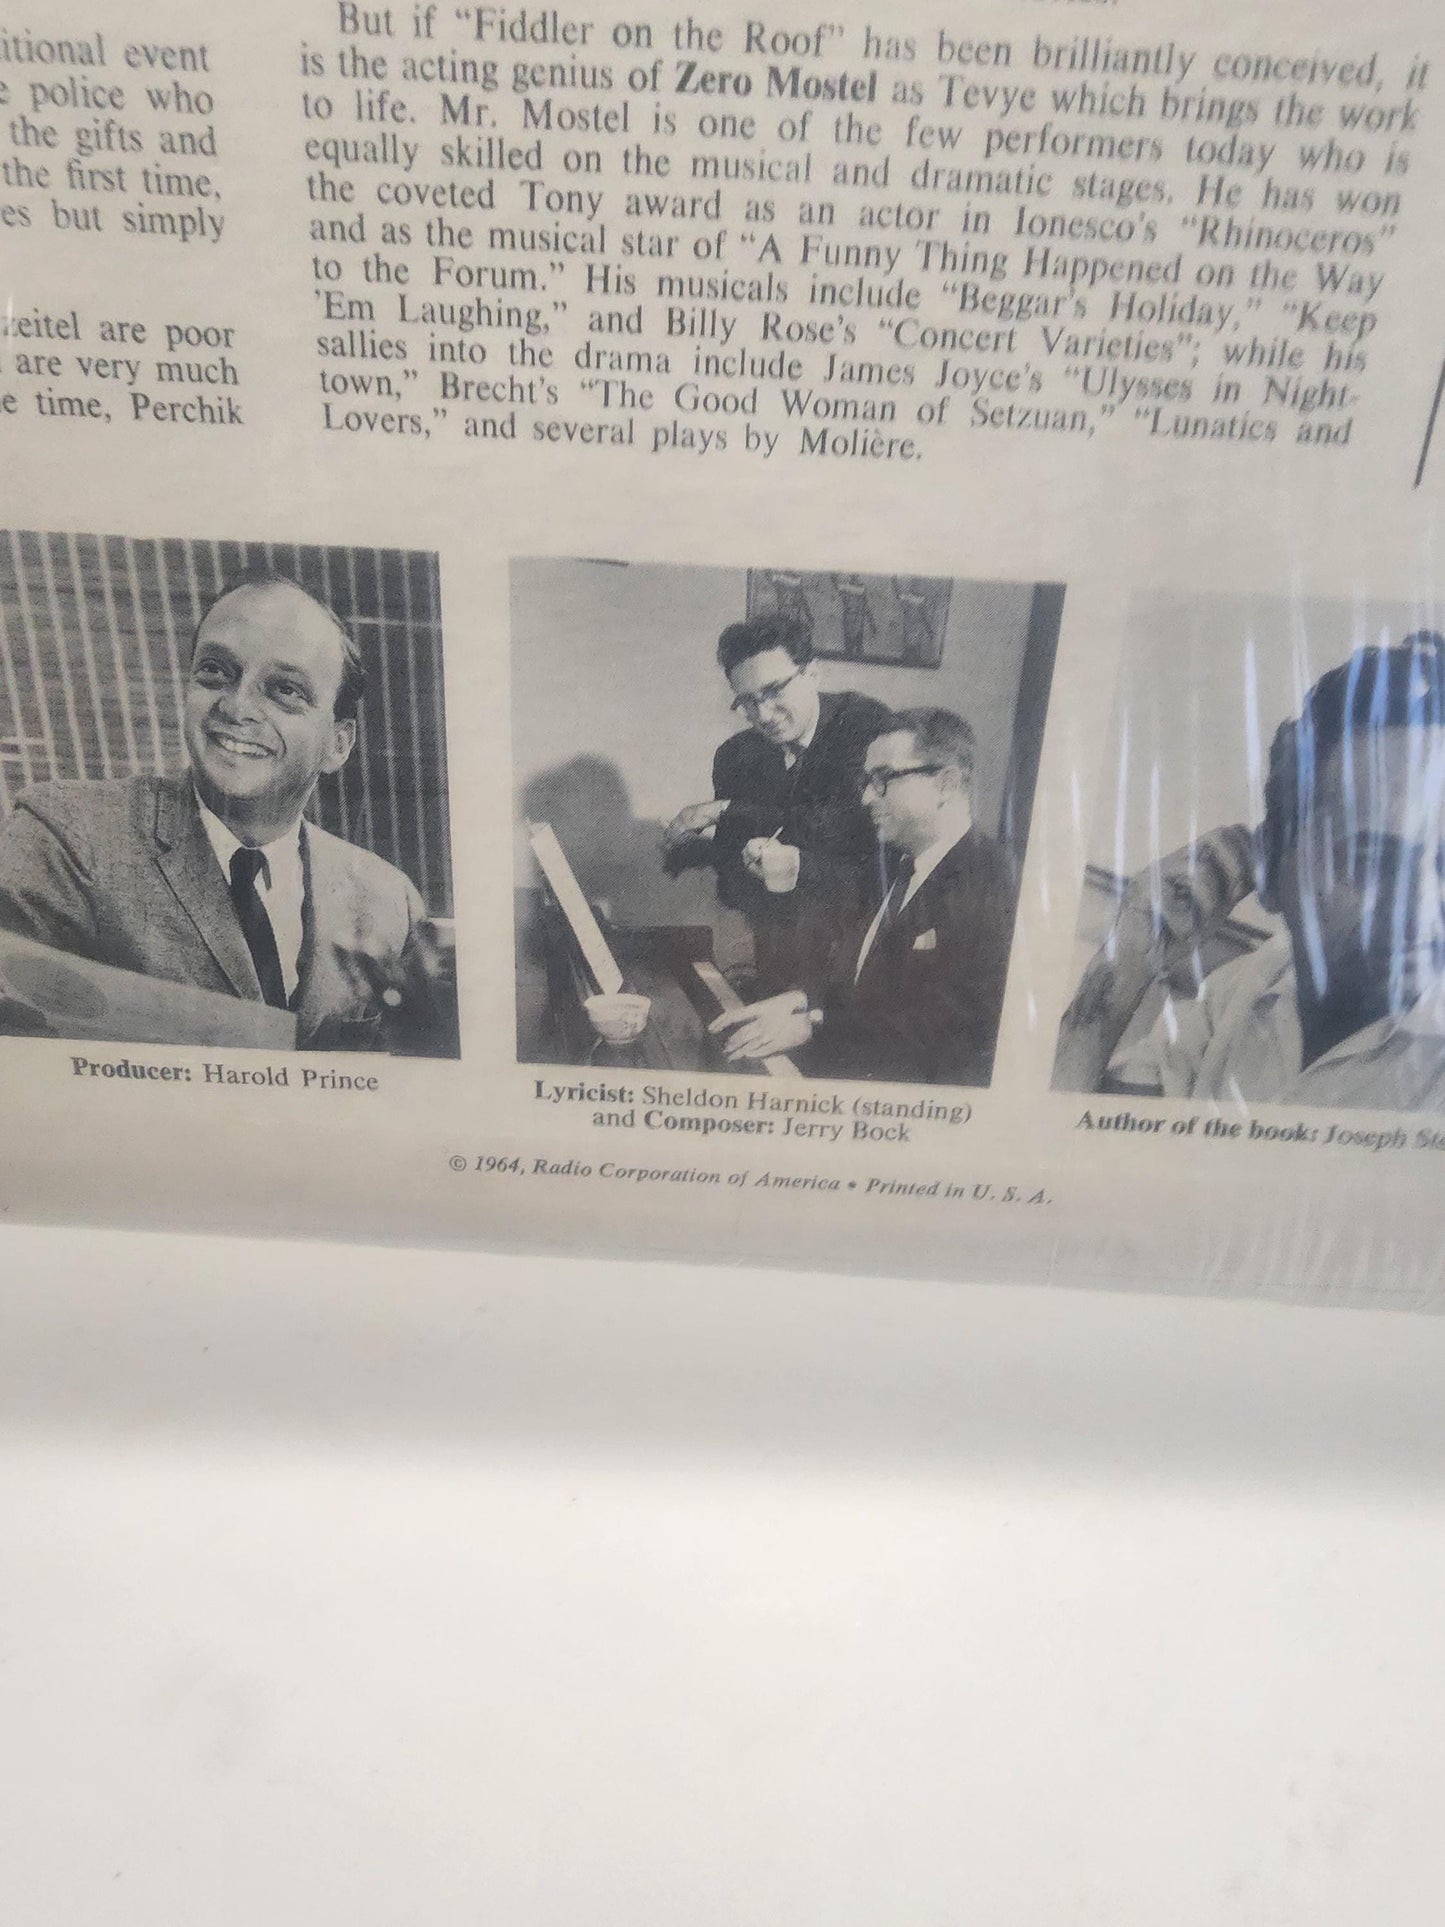 itional event
police who
the gifts and
the first time,
es but simply
eitel are poor
are very much
e time, Perchik
But if “Fiddler on the Roof” has been brilliantly conceived, it
is the acting genius of Zero Mostel as Tevye which brings the work
to life. Mr. Mostel is one of the few performers today who is
equally skilled on the musical and dramatic stages. He has won
the coveted Tony award as an actor in Ionesco's “Rhinoceros”
and as the musical star of “A Funny Thing Happened on the Way
to the Forum.” His musicals include “Beggar's Holiday,” “Keep
'Em Laughing,” and Billy Rose's “Concert Varieties”; while his
sallies into the drama include James Joyce's “Ulysses in Night-
town,” Brecht's “The Good Woman of Setzuan,” “Lunatics and
Lovers,” and several plays by Molière.
Producer: Harold Prince
Lyricist: Sheldon Harnick (standing)
and Composer: Jerry Bock
Author of the book: Joseph
© 1964, Radio Corporation of America • Printed in U. S. A.